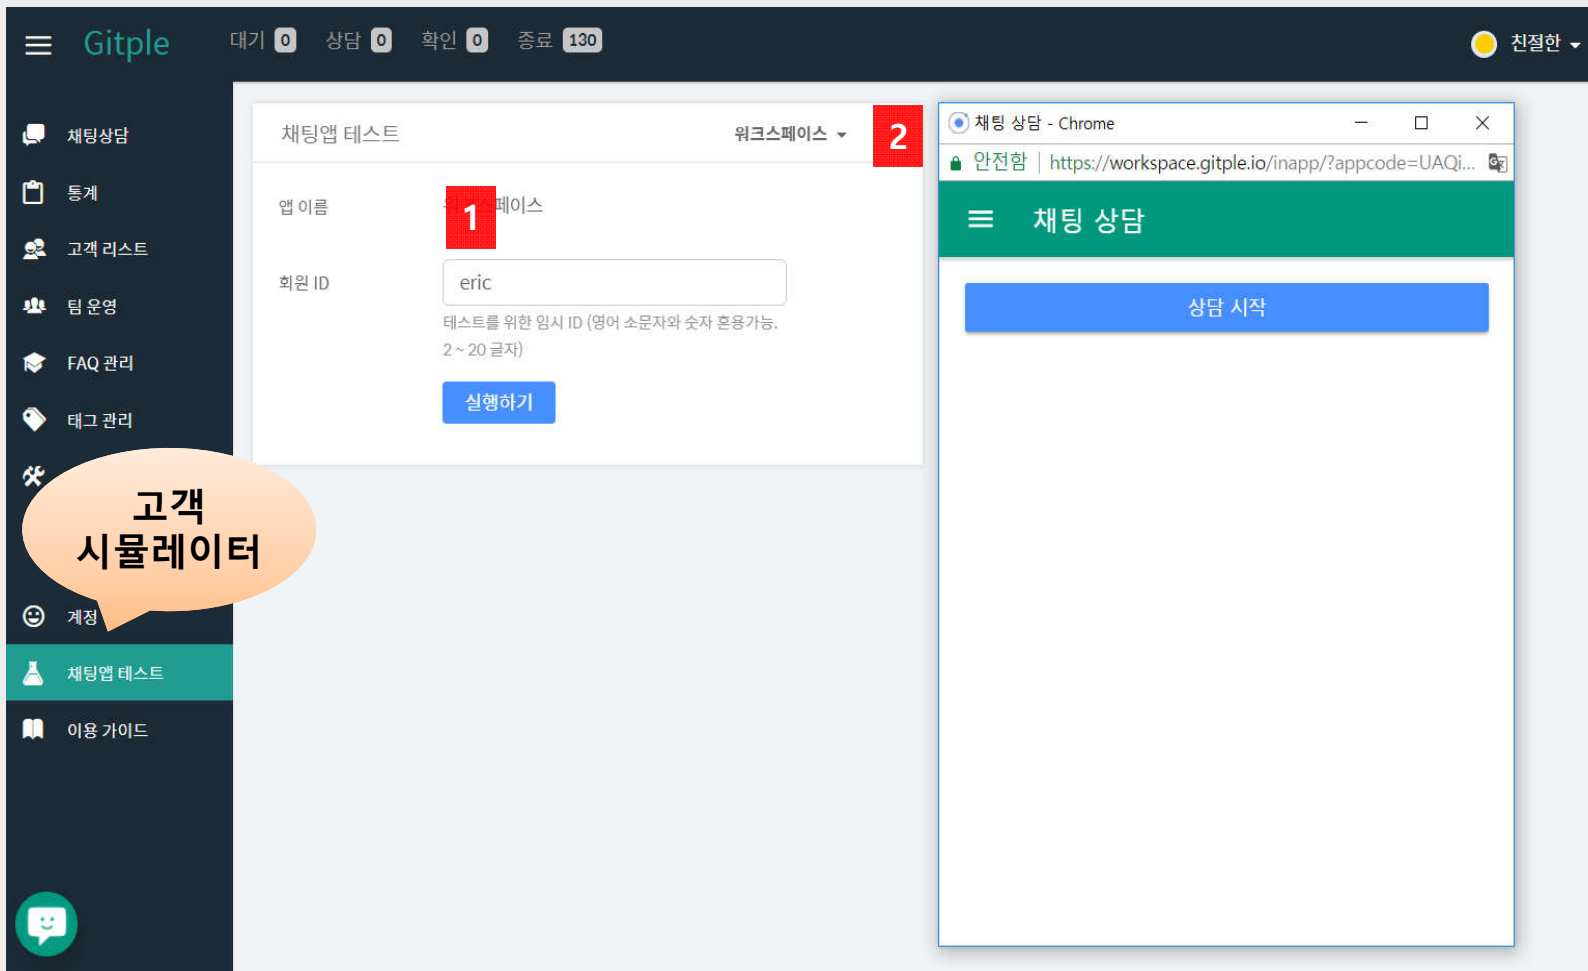 Gitple
대기 0 상담 0 확인 0 종료 130
친절한
채팅상담
통계
고객 리스트
팀 운영
FAQ 관리
태그 관리
고객
시뮬레이터
계정
채팅앱 테스트
이용 가이드
채팅앱 테스트
워크스페이스
2
앱 이름
페이스
1
회원 ID
eric
테스트를 위한 임시 ID (영어 소문자와 숫자 혼용가능.
2 ~ 20 글자)
실행하기
채팅 상담 - Chrome
안전함 https://workspace.gitple.io/inapp/?appcode=UAQi...
채팅 상담
상담 시작